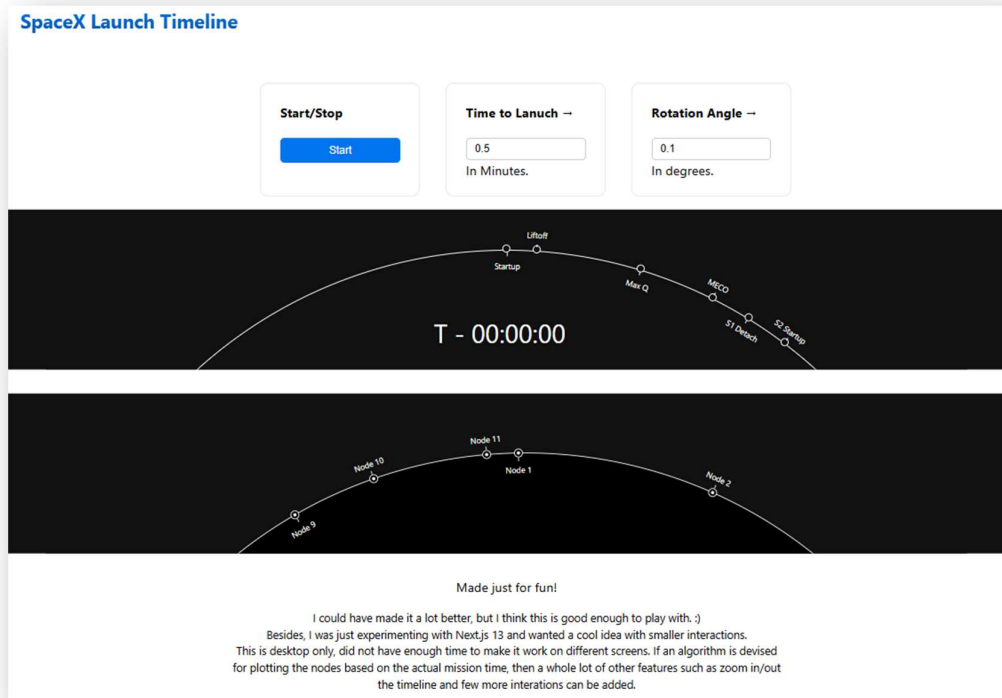 SpaceX Launch Timeline
Start/Stop
Start
Time to Lanuch →
0.5
In Minutes.
Rotation Angle →
0.1
In degrees.
Liftoff
Startup
Max Q
MECO
S1 Detach
S2 Startup
T - 00:00:00
Node 11
Node 10
Node 1
Node 2
Node 9
Made just for fun!
I could have made it a lot better, but I think this is good enough to play with. :)
Besides, I was just experimenting with Next.js 13 and wanted a cool idea with smaller interactions.
This is desktop only, did not have enough time to make it work on different screens. If an algorithm is devised
for plotting the nodes based on the actual mission time, then a whole lot of other features such as zoom in/out
the timeline and few more interations can be added.